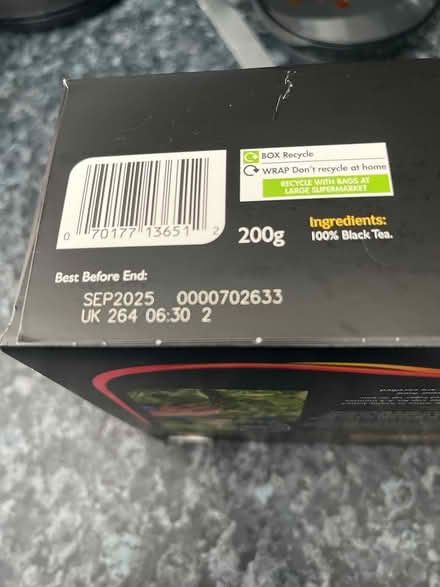 BOX Recycle
WRAP Don't recycle at home
RECYCLE WITH BAGS AT
LARGE SUPERMARKET
0 70177 13651 2
200g
Ingredients:
100% Black Tea.
Best Before End:
SEP2025 0000702633
UK 264 06:30 2